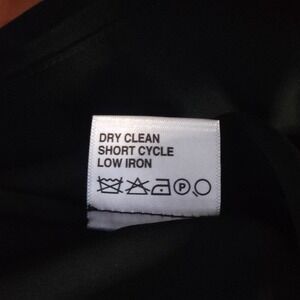 DRY CLEAN
SHORT CYCLE
LOW IRON
P